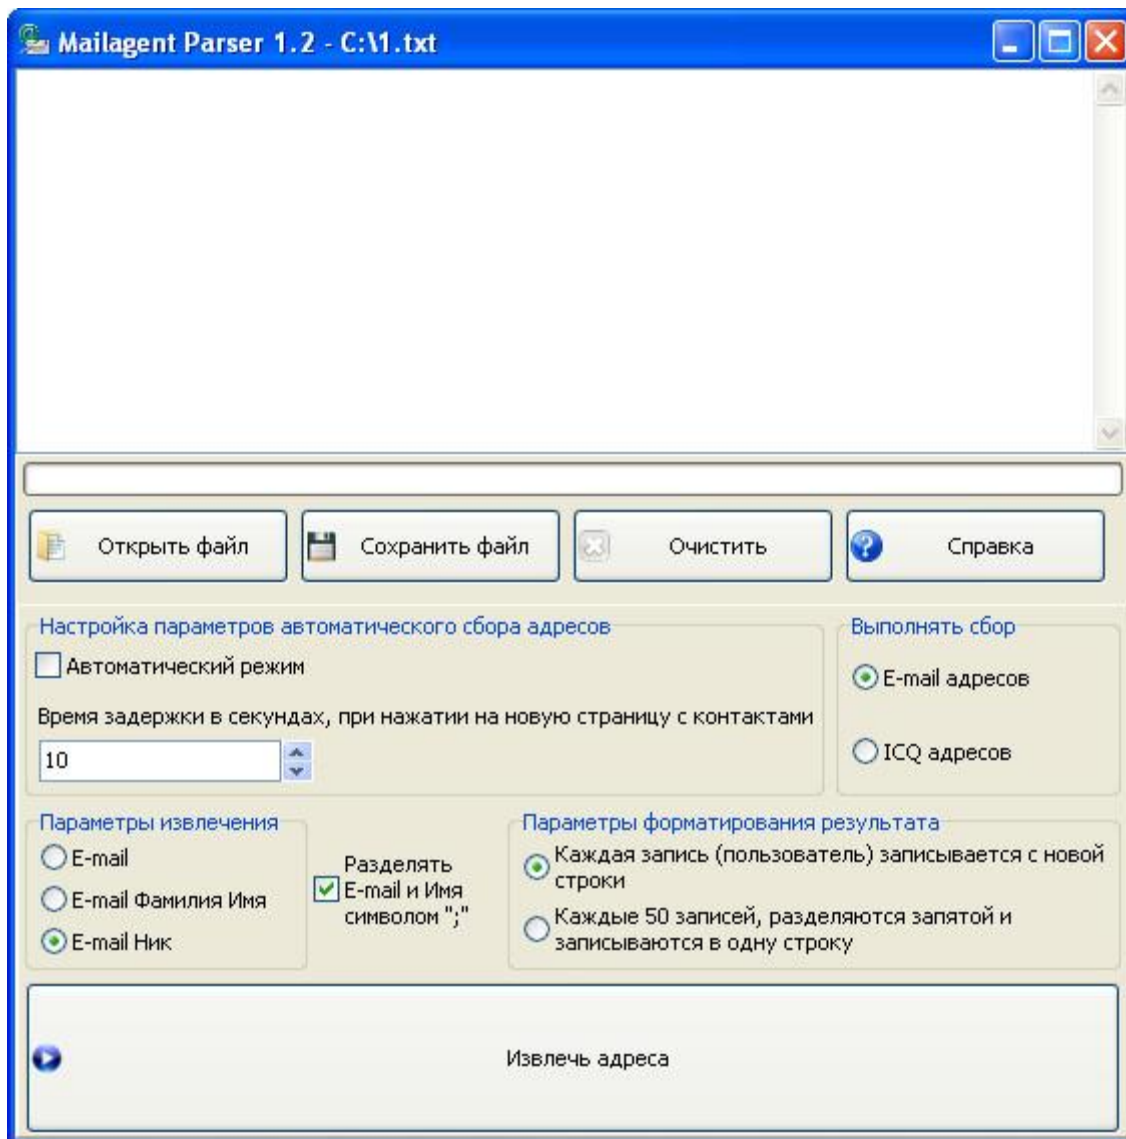 Mailagent Parser 1.2 - C:\1.txt
Открыть файл
Сохранить файл
Очистить
Справка
Настройка параметров автоматического сбора адресов
Автоматический режим
Время задержки в секундах, при нажатии на новую страницу с контактами
10
Выполнять сбор
E-mail адресов
ICQ адресов
Параметры извлечения
E-mail
E-mail Фамилия Имя
E-mail Ник
Разделять
E-mail и Имя
символом ";"
Параметры форматирования результата
Каждая запись (пользователь) записывается с новой
строки
Каждые 50 записей, разделяются запятой и
записываются в одну строку
Извлечь адреса